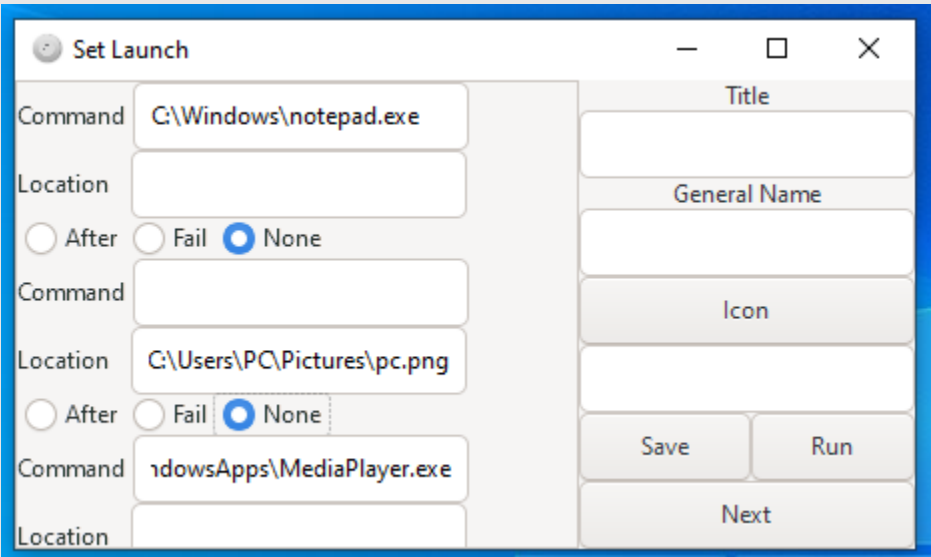 Set Launch
Command C:\Windows\notepad.exe
Location
After Fail None
Command
Location C:\Users\PC\Pictures\pc.png
After Fail None
Command ndowsApps\MediaPlayer.exe
Location
Title
General Name
Icon
Save Run
Next